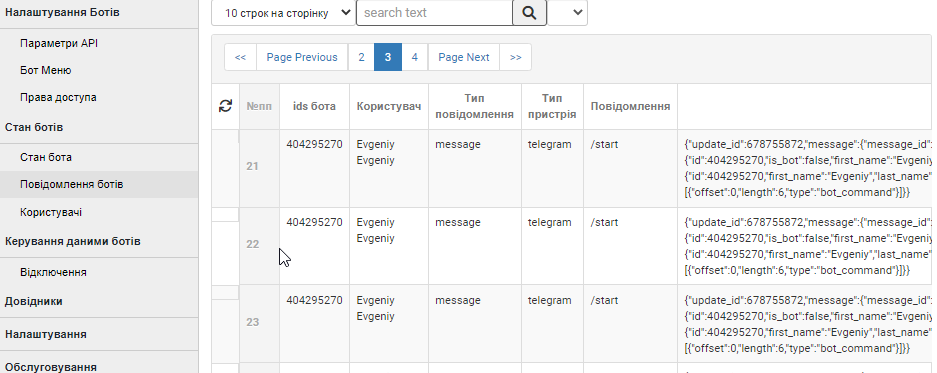 Налаштування Ботів
Параметри API
Бот Меню
Права доступа
Стан ботів
Стан бота
Повідомлення ботів
Користувачі
Керування даними ботів
Відключення
Довідники
Налаштування
Обслуговування
10 строк на сторінку
search text
<< Page Previous 2 3 4 Page Next >>
№пп ids бота Користувач Тип повідомлення Тип пристрія Повідомлення
21 404295270 Evgeniy Evgeniy message telegram /start
{"update_id":678755872,"message":{"message_id":
{"id":404295270,"is_bot":false,"first_name":"Evgeniy
{"id":404295270,"first_name":"Evgeniy","last_name"
[{"offset":0,"length":6,"type":"bot_command"}]}}
22 404295270 Evgeniy Evgeniy message telegram /start
{"update_id":678755872,"message":{"message_id":
{"id":404295270,"is_bot":false,"first_name":"Evgeniy
{"id":404295270,"first_name":"Evgeniy","last_name"
[{"offset":0,"length":6,"type":"bot_command"}]}}
23 404295270 Evgeniy Evgeniy message telegram /start
{"update_id":678755872,"message":{"message_id":
{"id":404295270,"is_bot":false,"first_name":"Evgeniy
{"id":404295270,"first_name":"Evgeniy","last_name"
[{"offset":0,"length":6,"type":"bot_command"}]}}